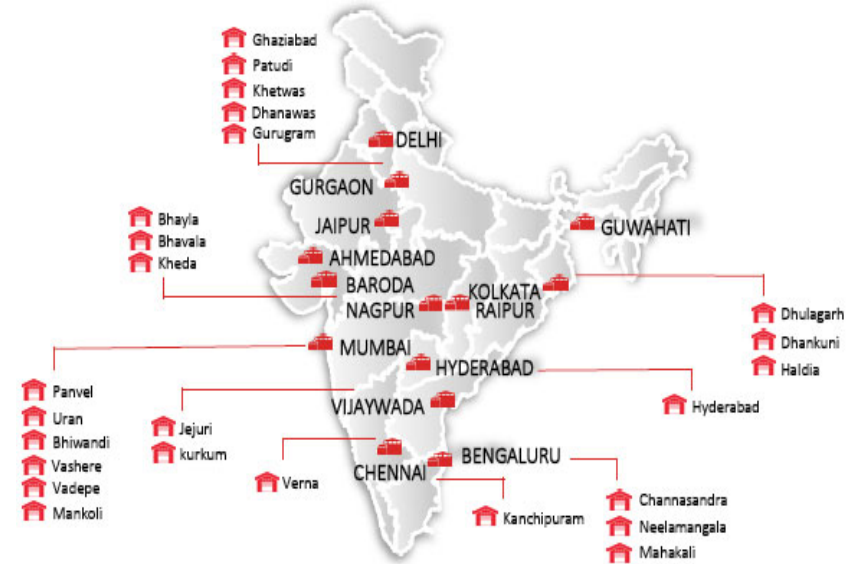 Ghaziabad
Patudi
Khetwas
Dhanawas
Gurugram
DELHI
GURGAON
JAIPUR
GUWAHATI
Bhayla
Bhavala
Kheda
AHMEDABAD
BARODA
NAGPUR
KOLKATA
RAIPUR
Dhulagarh
Dhankuni
Haldia
MUMBAI
HYDERABAD
Hyderabad
Panvel
Uran
Bhiwandi
Vashere
Vadepe
Mankoli
VIJAYWADA
Jejuri
kurkum
Verna
CHENNAI
BENGALURU
Kanchipuram
Channasandra
Neelamangala
Mahakali